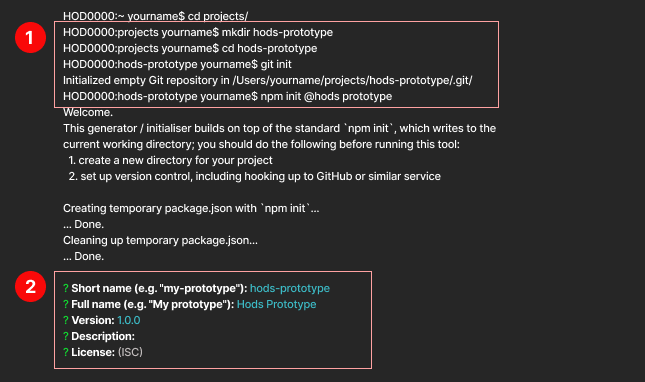 HOD0000:~ yourname$ cd projects/
1
HOD0000:projects yourname$ mkdir hods-prototype
HOD0000:projects yourname$ cd hods-prototype
HOD0000:hods-prototype yourname$ git init
Initialized empty Git repository in /Users/yourname/projects/hods-prototype/.git/
HOD0000:hods-prototype yourname$ npm init @hods prototype
Welcome.
This generator / initialiser builds on top of the standard `npm init`, which writes to the
current working directory; you should do the following before running this tool:
1. create a new directory for your project
2. set up version control, including hooking up to GitHub or similar service
Creating temporary package.json with `npm init`...
... Done.
Cleaning up temporary package.json...
... Done.
2
? Short name (e.g. "my-prototype"): hods-prototype
? Full name (e.g. "My prototype"): Hods Prototype
? Version: 1.0.0
? Description:
? License: (ISC)